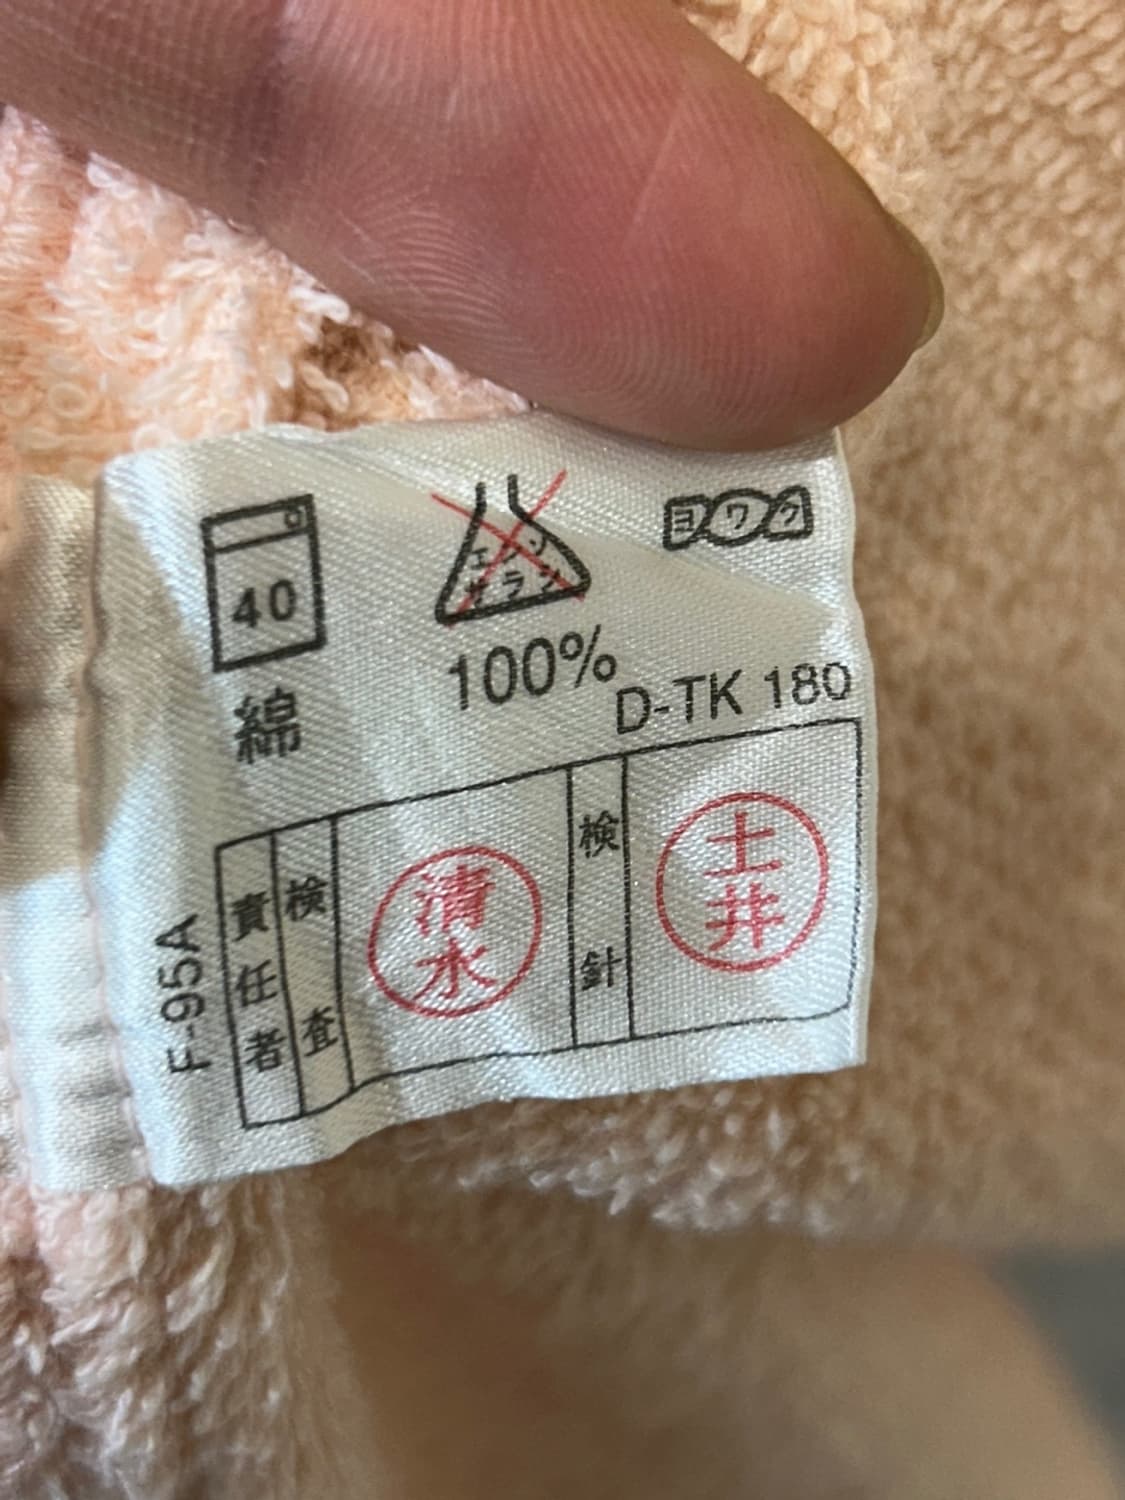 40
エンソ
サラシ
ヨワク
綿 100%
D-TK 180
F-95A
責任者
検査
清水
検針
土井